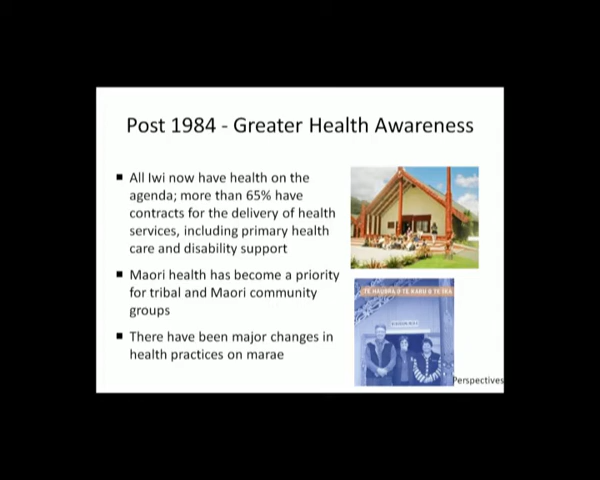 Post 1984 - Greater Health Awareness
All Iwi now have health on the
agenda; more than 65% have
contracts for the delivery of health
services, including primary health
care and disability support
Maori health has become a priority
for tribal and Maori community
groups
There have been major changes in
health practices on marae
Perspectives